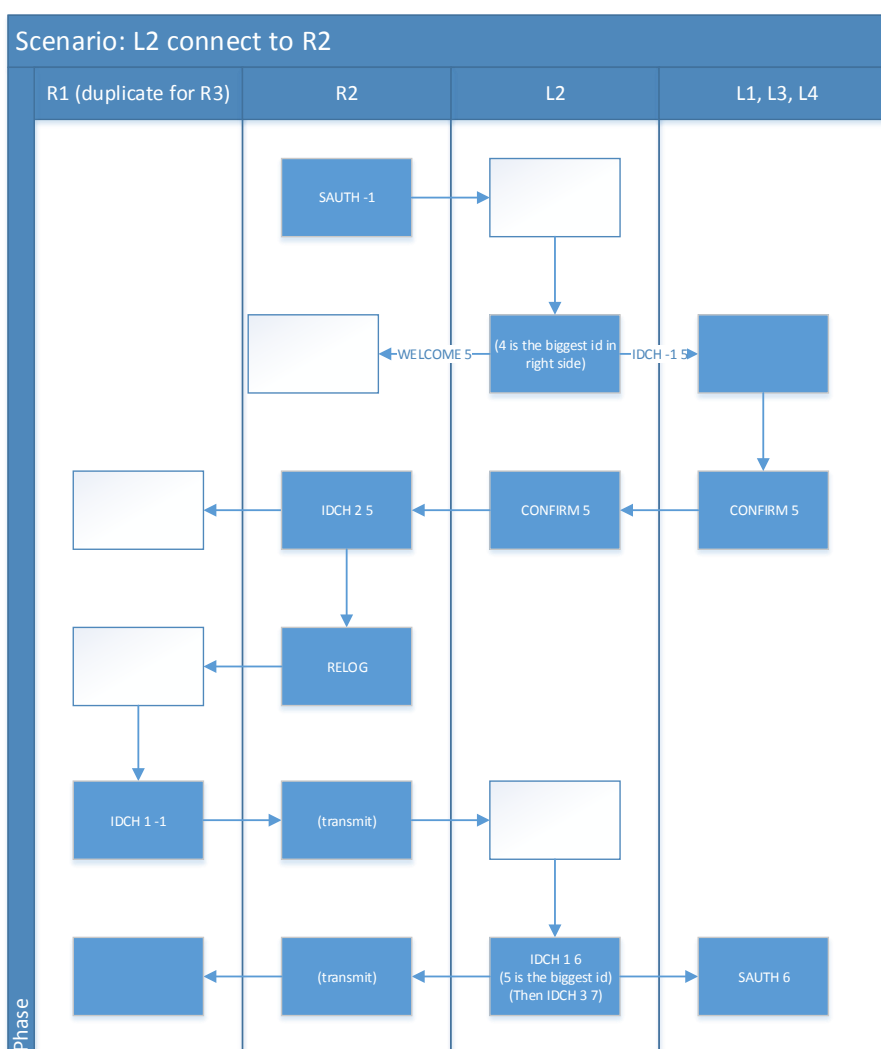 Scenario: L2 connect to R2
R1 (duplicate for R3)
R2
L2
L1, L3, L4
SAUTH -1
WELCOME 5
(4 is the biggest id in
right side)
IDCH -1 5
IDCH 2 5
CONFIRM 5
CONFIRM 5
RELOG
IDCH 1 -1
(transmit)
(transmit)
IDCH 1 6
(5 is the biggest id)
(Then IDCH 3 7)
SAUTH 6
Phase